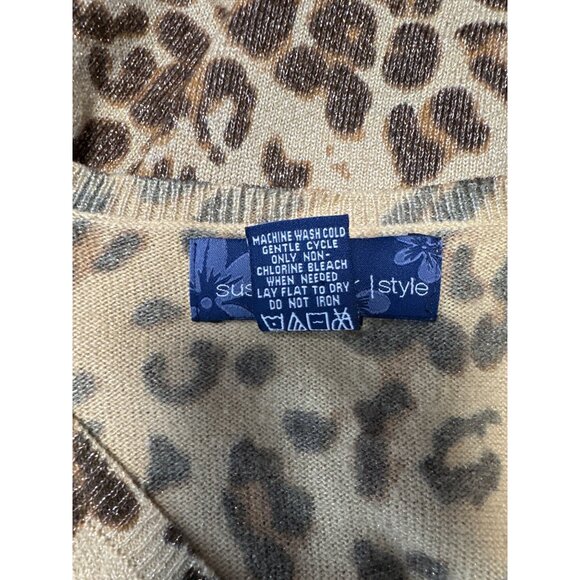 MACHINE WASH COLD
GENTLE CYCLE
ONLY NON-
CHLORINE BLEACH
WHEN NEEDED
LAY FLAT TO DRY
DO NOT IRON
|style